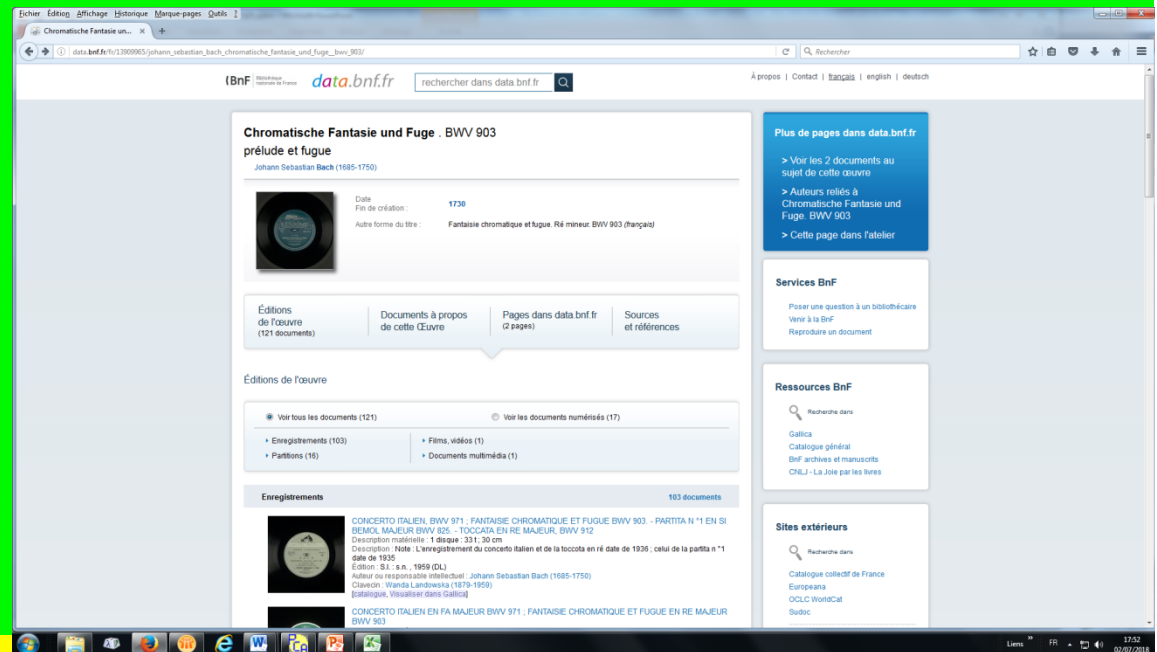 Fichier Édition Affichage Historique Marque-pages Outils ?
Chromatische Fantasie un... × +
data.bnf.fr/fr/13909965/johann_sebastian_bach_chromatische_fantasie_und_fuge__bwv_903/
Rechercher
(BnF Bibliothèque nationale de France data.bnf.fr rechercher dans data.bnf.fr
À propos | Contact | français | english | deutsch
Chromatische Fantasie und Fuge . BWV 903
prélude et fugue
Johann Sebastian Bach (1685-1750)
Date
Fin de création : 1730
Autre forme du titre : Fantaisie chromatique et fugue. Ré mineur. BWV 903 (français)
Éditions
de l'œuvre
(121 documents)
Documents à propos
de cette Œuvre
Pages dans data.bnf.fr
(2 pages)
Sources
et références
Éditions de l'œuvre
Voir tous les documents (121)
Voir les documents numérisés (17)
Enregistrements (103)
Films, vidéos (1)
Partitions (16)
Documents multimédia (1)
Enregistrements 103 documents
CONCERTO ITALIEN, BWV 971 ; FANTAISIE CHROMATIQUE ET FUGUE BWV 903. - PARTITA N °1 EN SI
BEMOL MAJEUR BWV 825. - TOCCATA EN RE MAJEUR, BWV 912
Description matérielle : 1 disque : 33 t ; 30 cm
Description : Note : L'enregistrement du concerto italien et de la toccota en ré date de 1936 ; celui de la partita n °1
date de 1935
Édition : S.l. : s.n. , 1959 (DL)
Auteur ou responsable intellectuel : Johann Sebastian Bach (1685-1750)
Clavecin : Wanda Landowska (1879-1959)
[catalogue, Visualiser dans Gallica]
CONCERTO ITALIEN EN FA MAJEUR BWV 971 ; FANTAISIE CHROMATIQUE ET FUGUE EN RE MAJEUR
BWV 903
Plus de pages dans data.bnf.fr
> Voir les 2 documents au
sujet de cette œuvre
> Auteurs reliés à
Chromatische Fantasie und
Fuge. BWV 903
> Cette page dans l'atelier
Services BnF
Poser une question à un bibliothécaire
Venir à la BnF
Reproduire un document
Ressources BnF
Recherche dans
Gallica
Catalogue général
BnF archives et manuscrits
CNLJ - La Joie par les livres
Sites extérieurs
Recherche dans
Catalogue collectif de France
Europeana
OCLC WorldCat
Sudoc
Liens » FR 17:52
02/07/2018